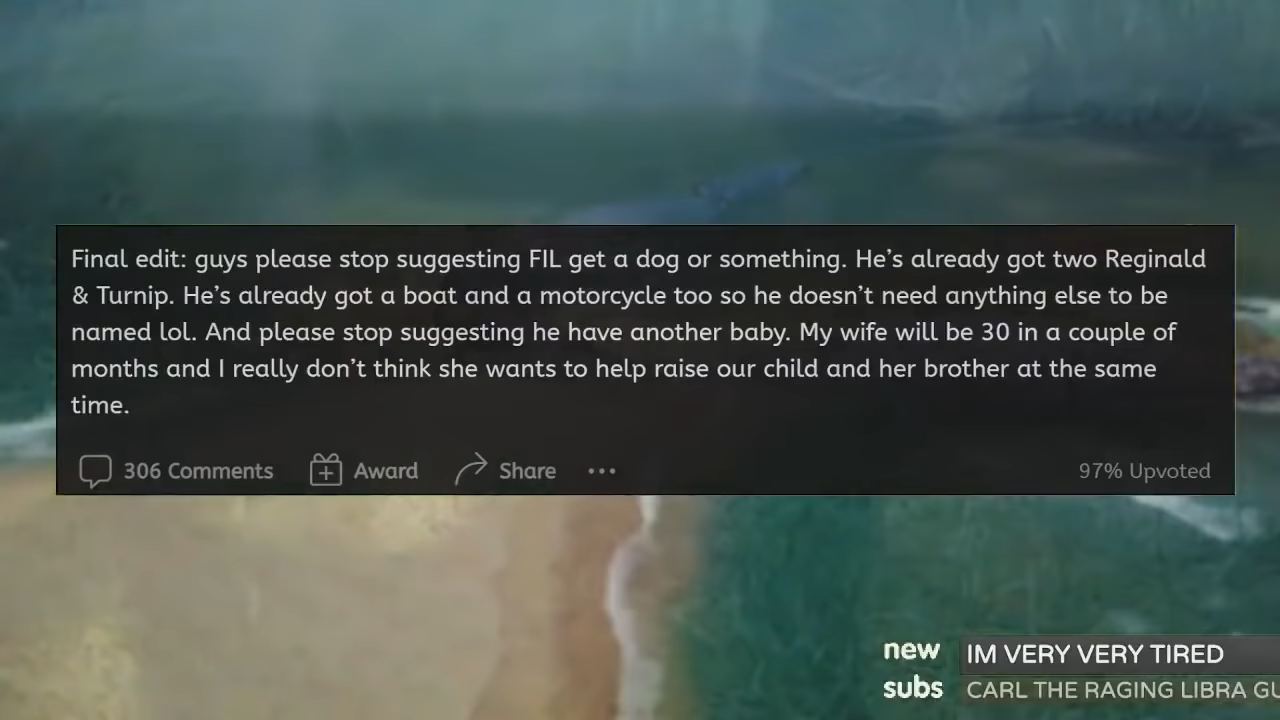 Final edit: guys please stop suggesting FIL get a dog or something. He's already got two Reginald
& Turnip. He's already got a boat and a motorcycle too so he doesn't need anything else to be
named lol. And please stop suggesting he have another baby. My wife will be 30 in a couple of
months and I really don't think she wants to help raise our child and her brother at the same
time.
306 Comments Award Share ... 97% Upvoted
new IM VERY VERY TIRED
subs CARL THE RAGING LIBRA